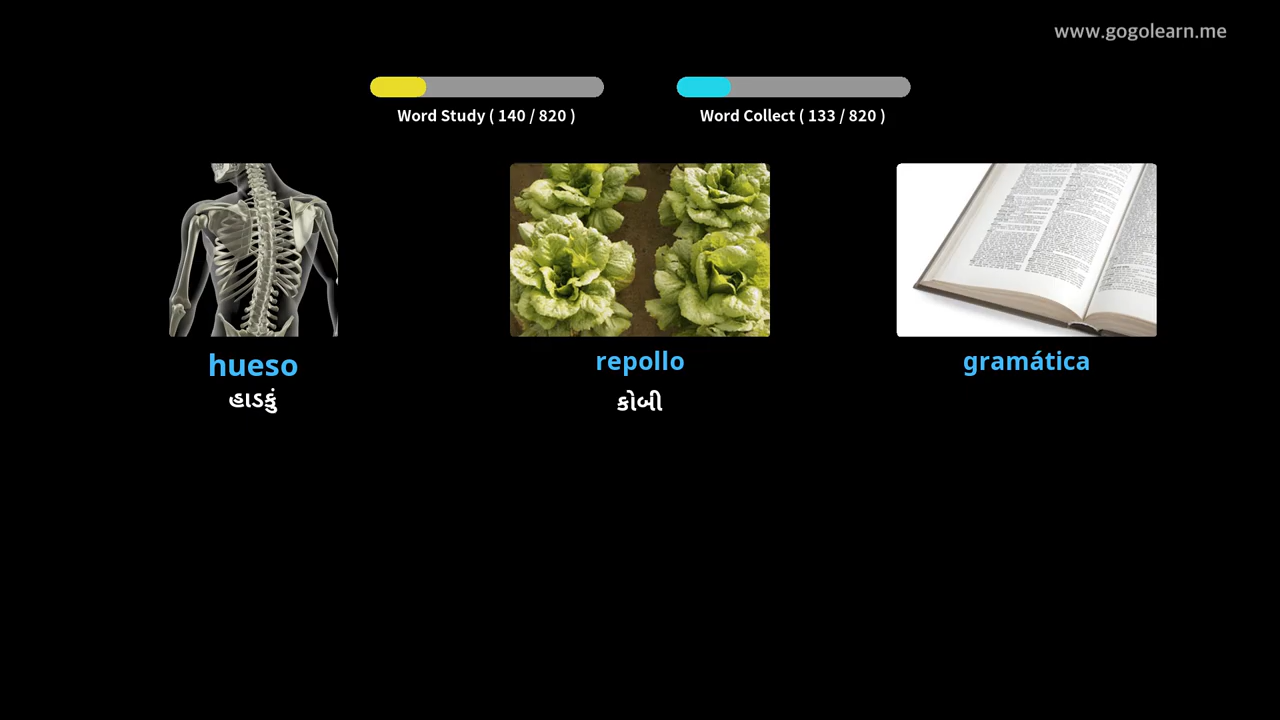 www.gogolearn.me
Word Study ( 140 / 820 )
Word Collect ( 133 / 820 )
hueso
repollo
gramática
હાડકું
કોબી